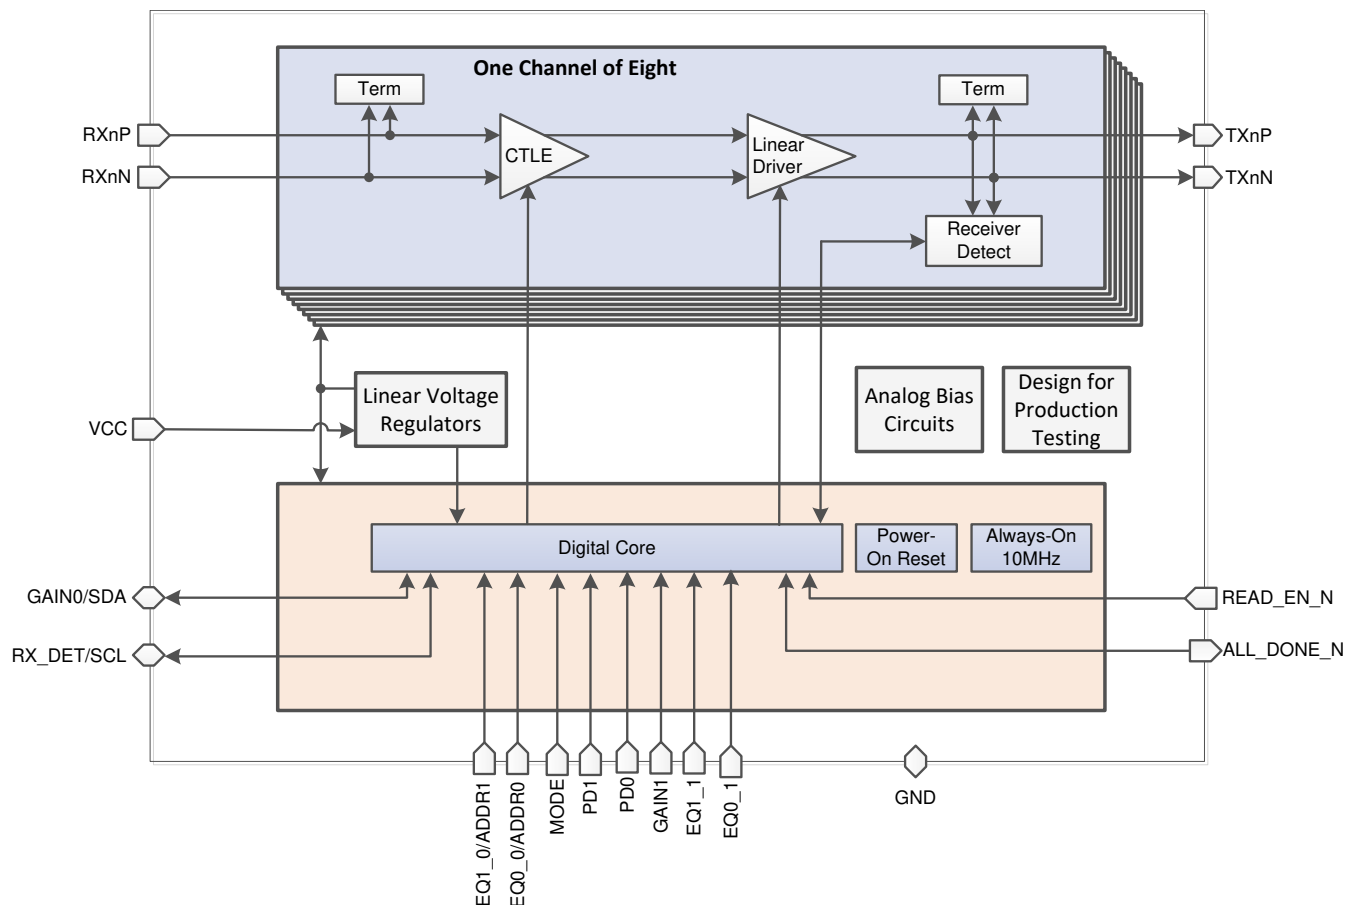 One Channel of Eight
Term
Term
RXnP
TXnP
CTLE
Linear
Driver
RXnN
TXnN
Receiver
Detect
Linear Voltage
Regulators
Analog Bias
Circuits
Design for
Production
Testing
VCC
Digital Core
Power-
On Reset
Always-On
10MHz
GAIN0/SDA
READ_EN_N
RX_DET/SCL
ALL_DONE_N
EQ1_0/ADDR1
EQ0_0/ADDR0
MODE
PD1
PD0
GAIN1
EQ1_1
EQ0_1
GND